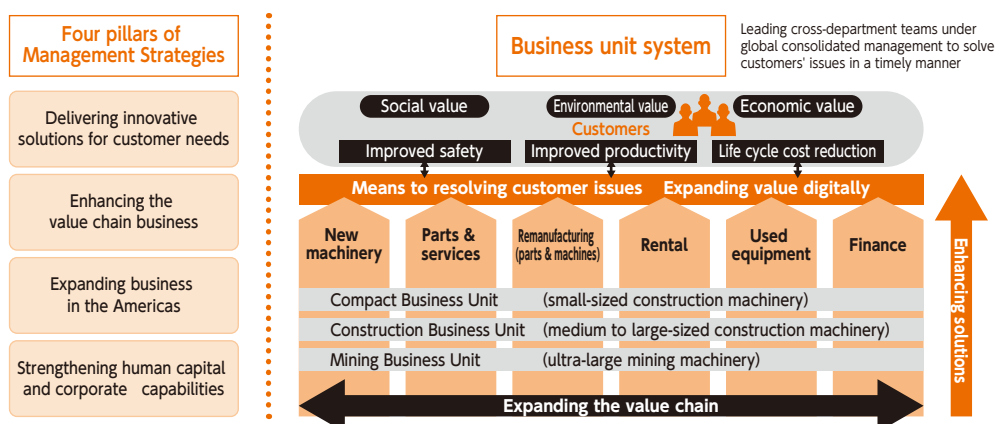 Four pillars of
Management Strategies
Delivering innovative
solutions for customer needs
Enhancing the
value chain business
Expanding business
in the Americas
Strengthening human capital
and corporate capabilities
Business unit system
Leading cross-department teams under
global consolidated management to solve
customers' issues in a timely manner
Social value
Environmental value
Economic value
Customers
Improved safety
Improved productivity
Life cycle cost reduction
Means to resolving customer issues Expanding value digitally
New
machinery
Parts &
services
Remanufacturing
(parts & machines)
Rental
Used
equipment
Finance
Compact Business Unit (small-sized construction machinery)
Construction Business Unit (medium to large-sized construction machinery)
Mining Business Unit (ultra-large mining machinery)
Expanding the value chain
Enhancing solutions